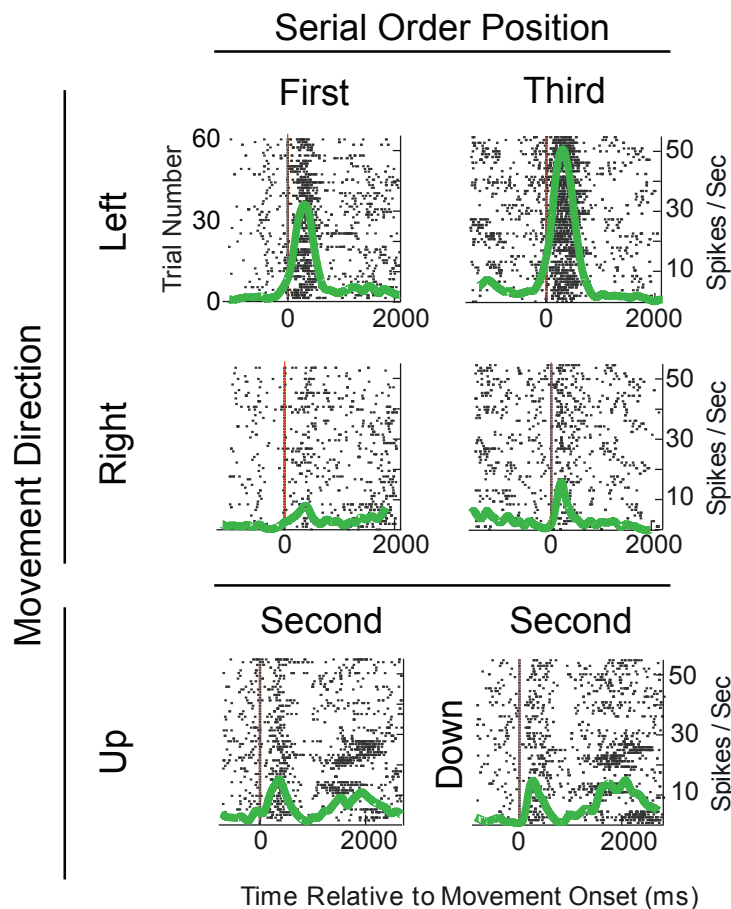 Serial Order Position
First
Third
Movement Direction
Left
Trial Number
60
30
0
0
2000
50
30
10
Spikes / Sec
0
2000
Right
0
2000
50
30
10
Spikes / Sec
0
2000
Second
Second
Up
0
2000
Down
50
30
10
Spikes / Sec
0
2000
Time Relative to Movement Onset (ms)